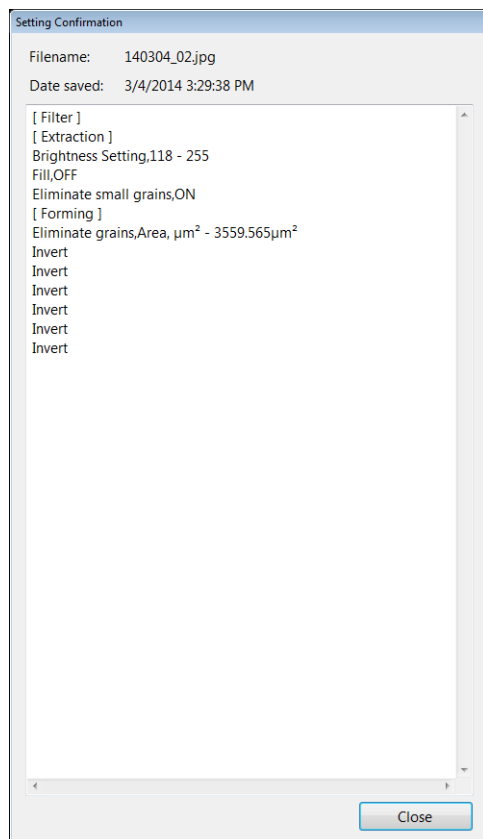 Setting Confirmation
Filename: 140304_02.jpg
Date saved: 3/4/2014 3:29:38 PM
[ Filter ]
[ Extraction ]
Brightness Setting,118 - 255
Fill,OFF
Eliminate small grains,ON
[ Forming ]
Eliminate grains,Area, µm² - 3559.565µm²
Invert
Invert
Invert
Invert
Invert
Invert
Close